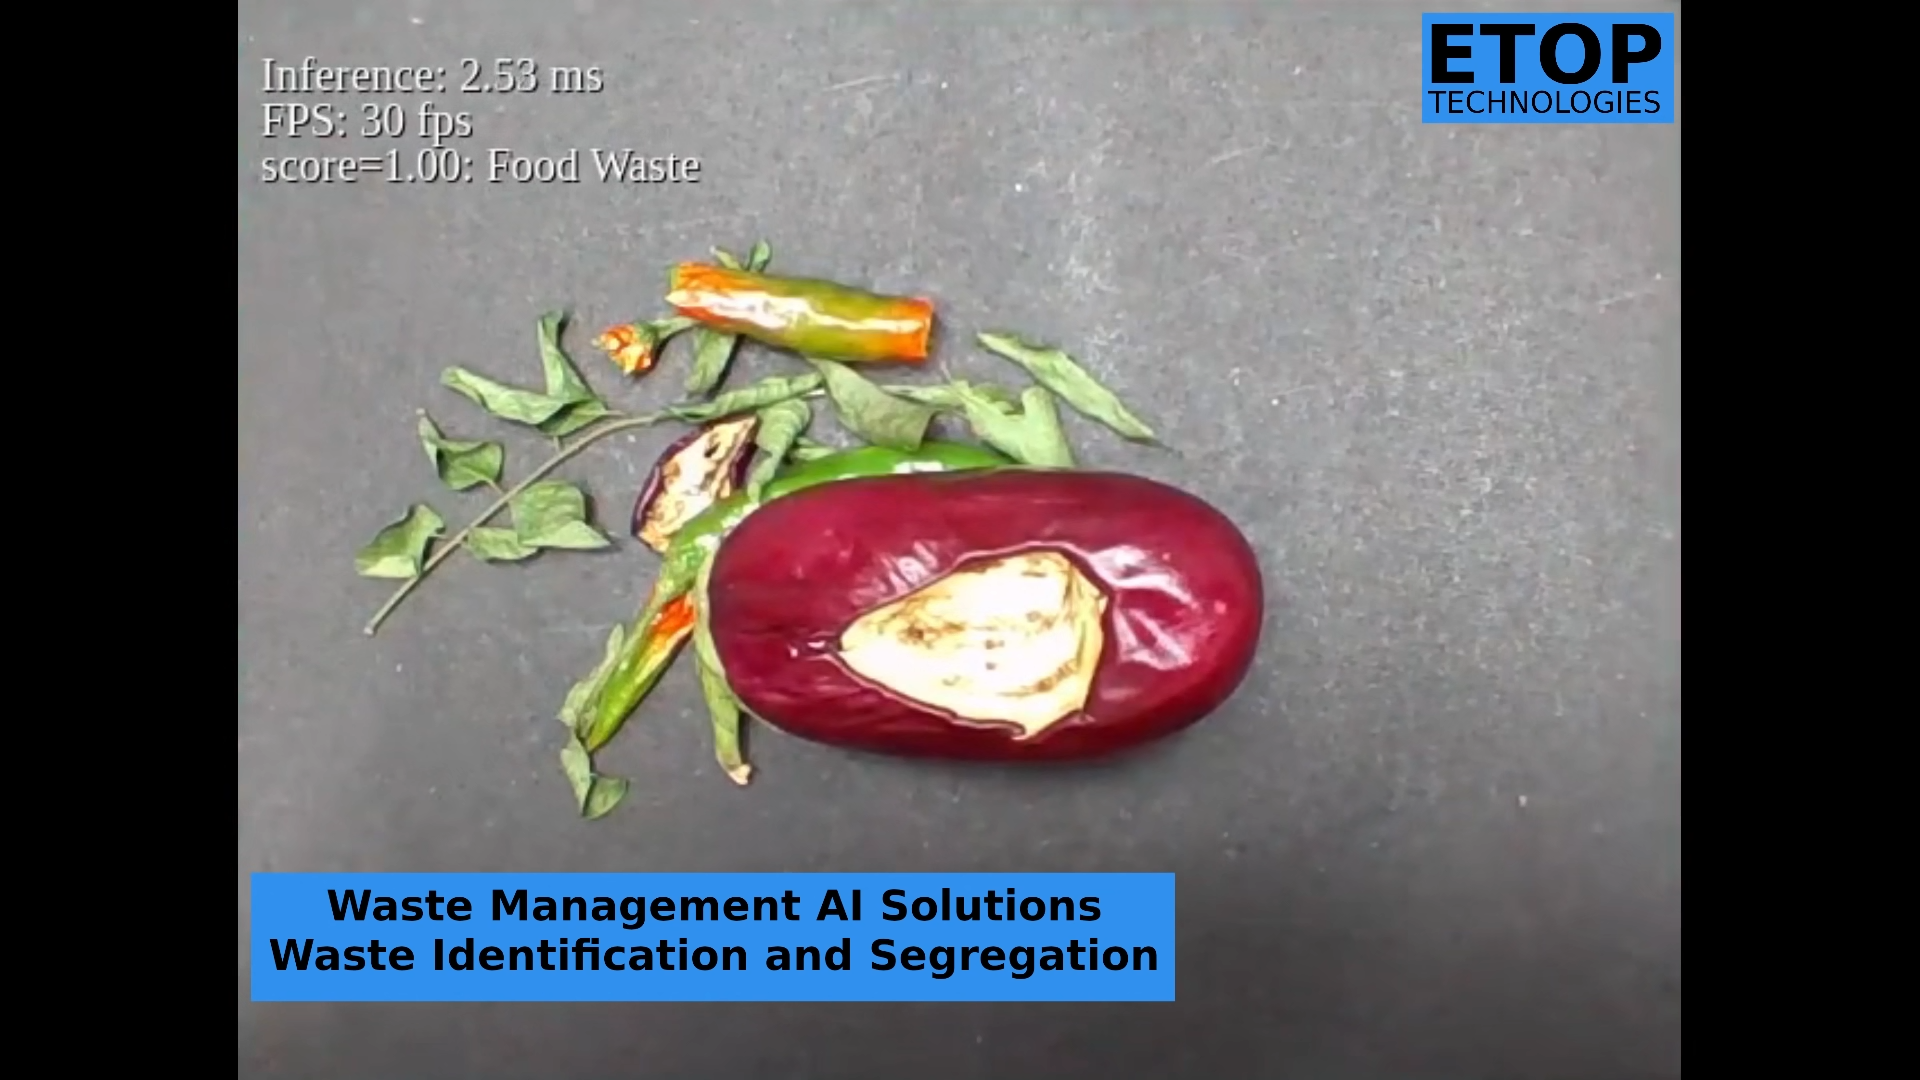 Inference: 2.53 ms
FPS: 30 fps
score=1.00: Food Waste
ETOP
TECHNOLOGIES
Waste Management AI Solutions
Waste Identification and Segregation